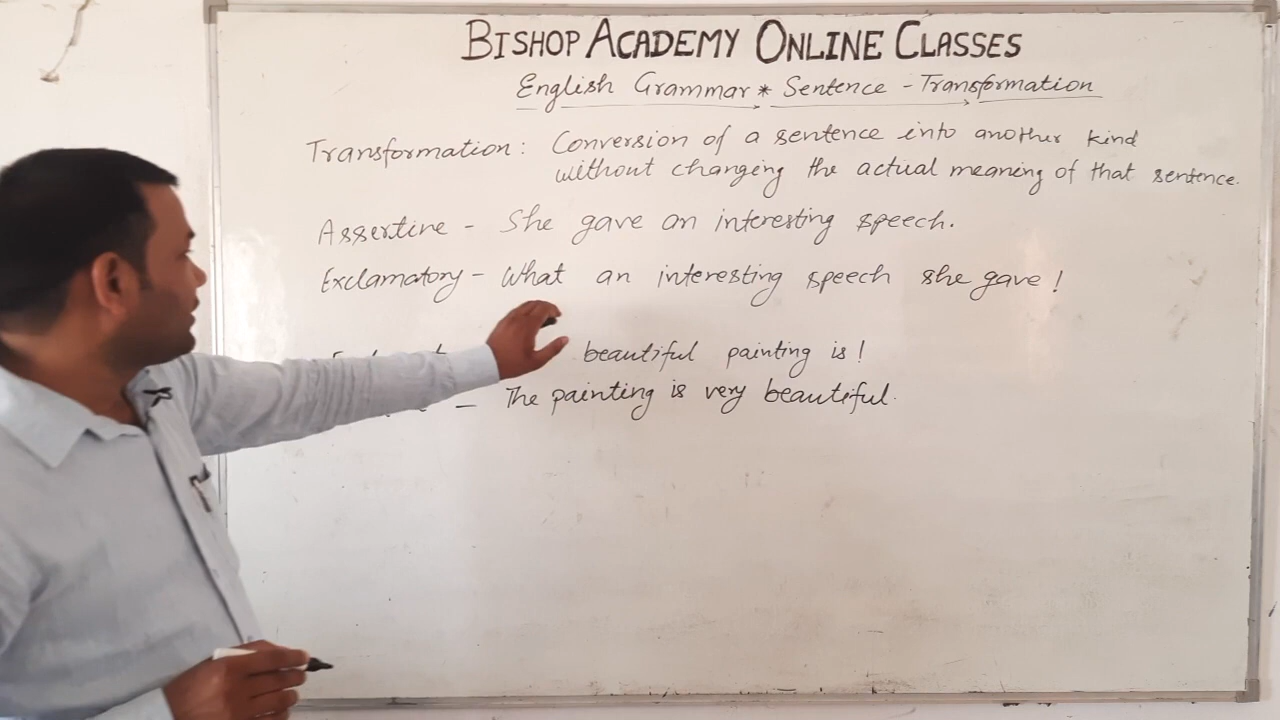 BISHOP ACADEMY ONLINE CLASSES
English Grammar * Sentence - Transformation
Transformation : Conversion of a sentence into another kind
without changing the actual meaning of that sentence.
Assertive - She gave an interesting speech.
Exclamatory - What an interesting speech she gave !
beautiful painting is !
- The painting is very beautiful.